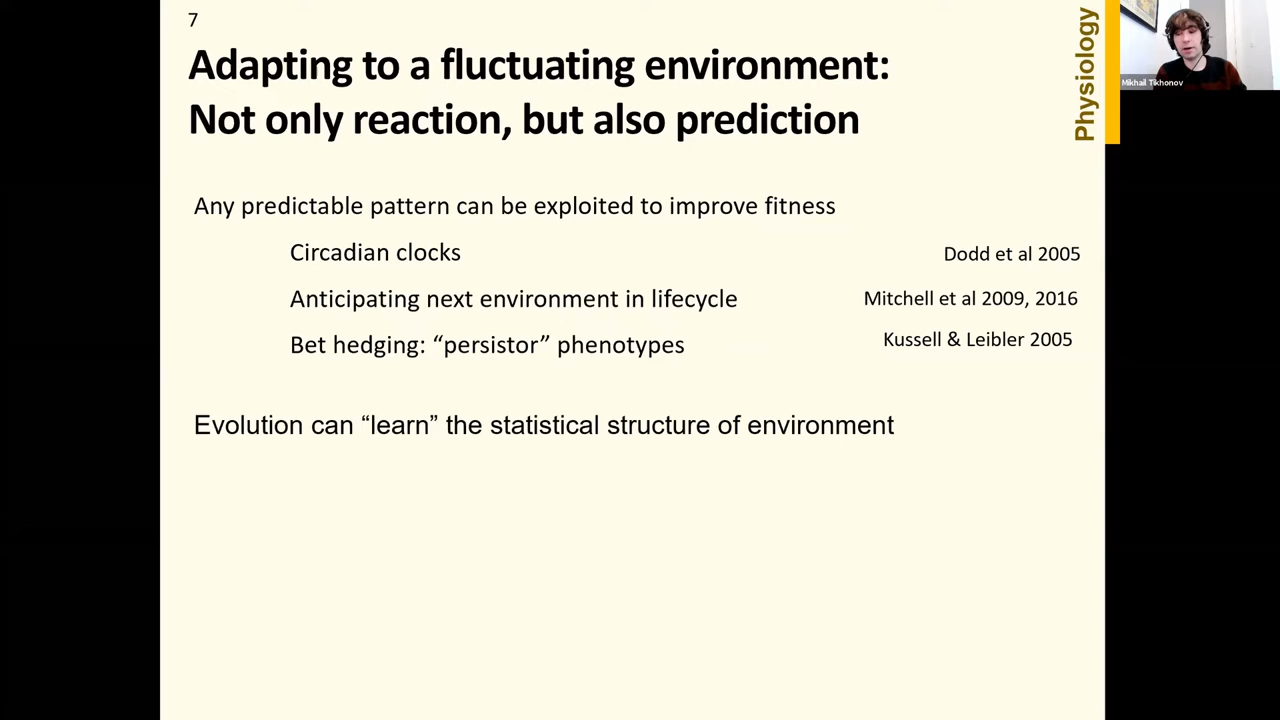 7
Adapting to a fluctuating environment:
Not only reaction, but also prediction
Physiology
Mikhail Tikhonov
Any predictable pattern can be exploited to improve fitness
Circadian clocks Dodd et al 2005
Anticipating next environment in lifecycle Mitchell et al 2009, 2016
Bet hedging: “persistor” phenotypes Kussell & Leibler 2005
Evolution can “learn” the statistical structure of environment